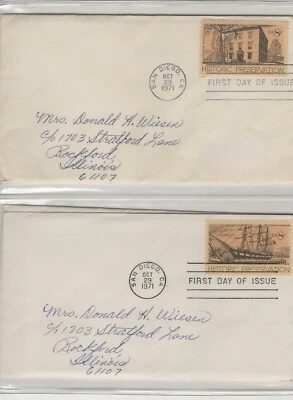 SAN DIEGO, CA
OCT
29
1971
8c
HISTORIC PRESERVATION
FIRST DAY OF ISSUE
Mrs. Donald H. Wiesen
c/o 1703 Stratford Lane
Rockford,
Illinois
61107
SAN DIEGO, CA
OCT
29
1971
8c
HISTORIC PRESERVATION
FIRST DAY OF ISSUE
Mrs. Donald H. Wiesen
c/o 1703 Stratford Lane
Rockford,
Illinois
61107